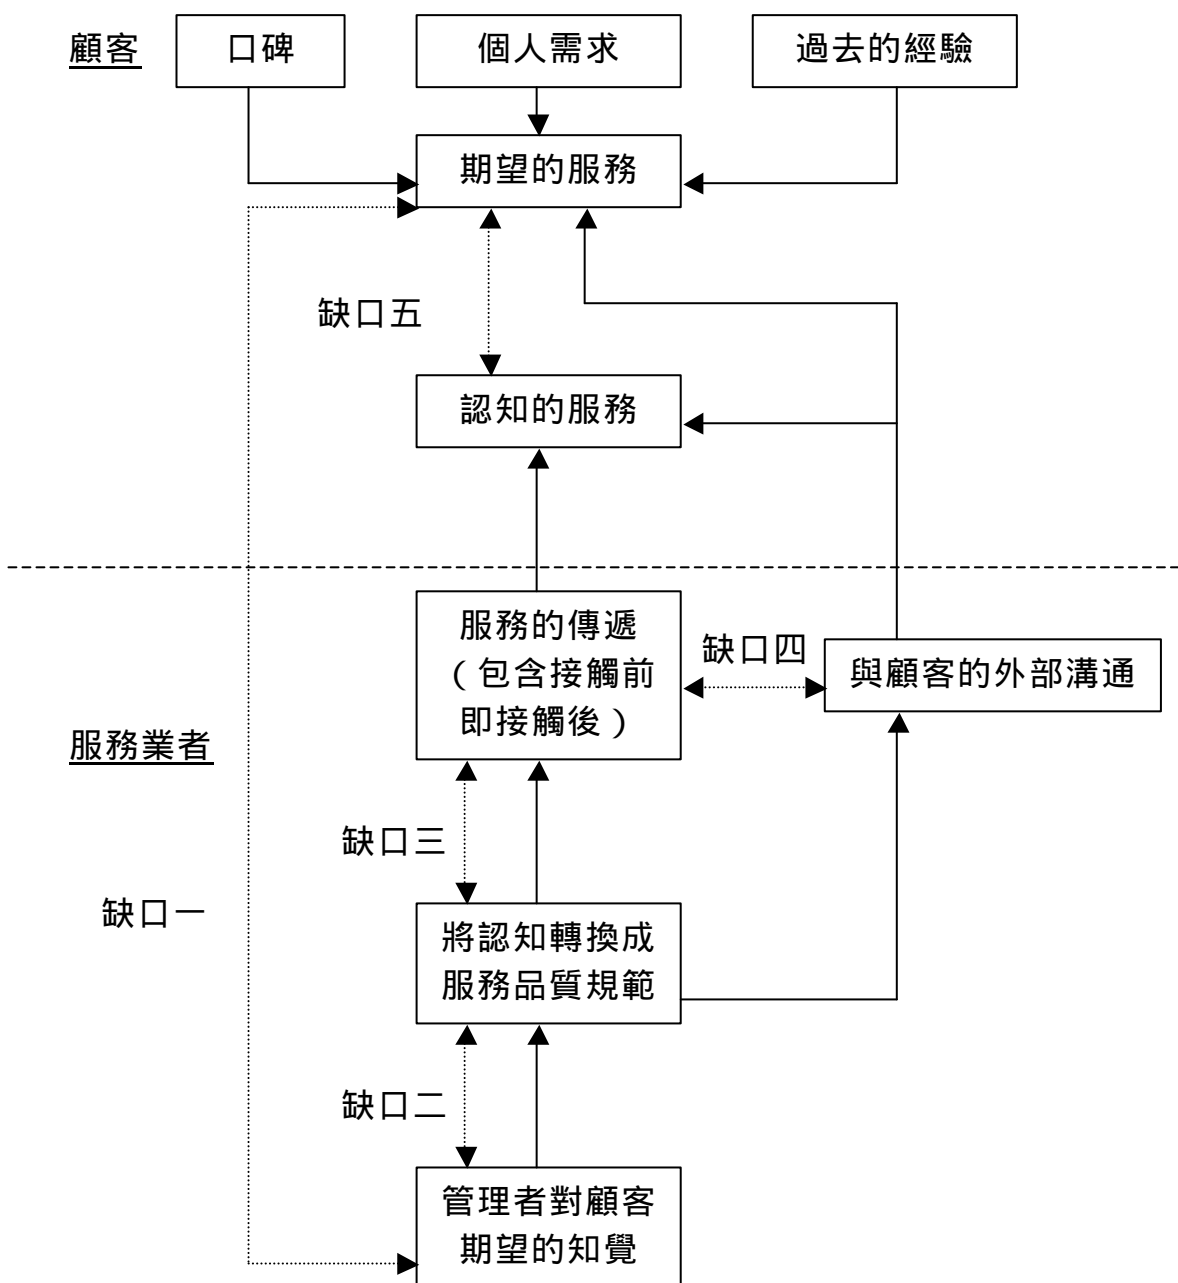 顧客
口碑
個人需求
過去的經驗
期望的服務
缺口五
認知的服務
服務的傳遞
（包含接觸前
即接觸後）
缺口四
與顧客的外部溝通
服務業者
缺口三
缺口一
將認知轉換成
服務品質規範
缺口二
管理者對顧客
期望的知覺